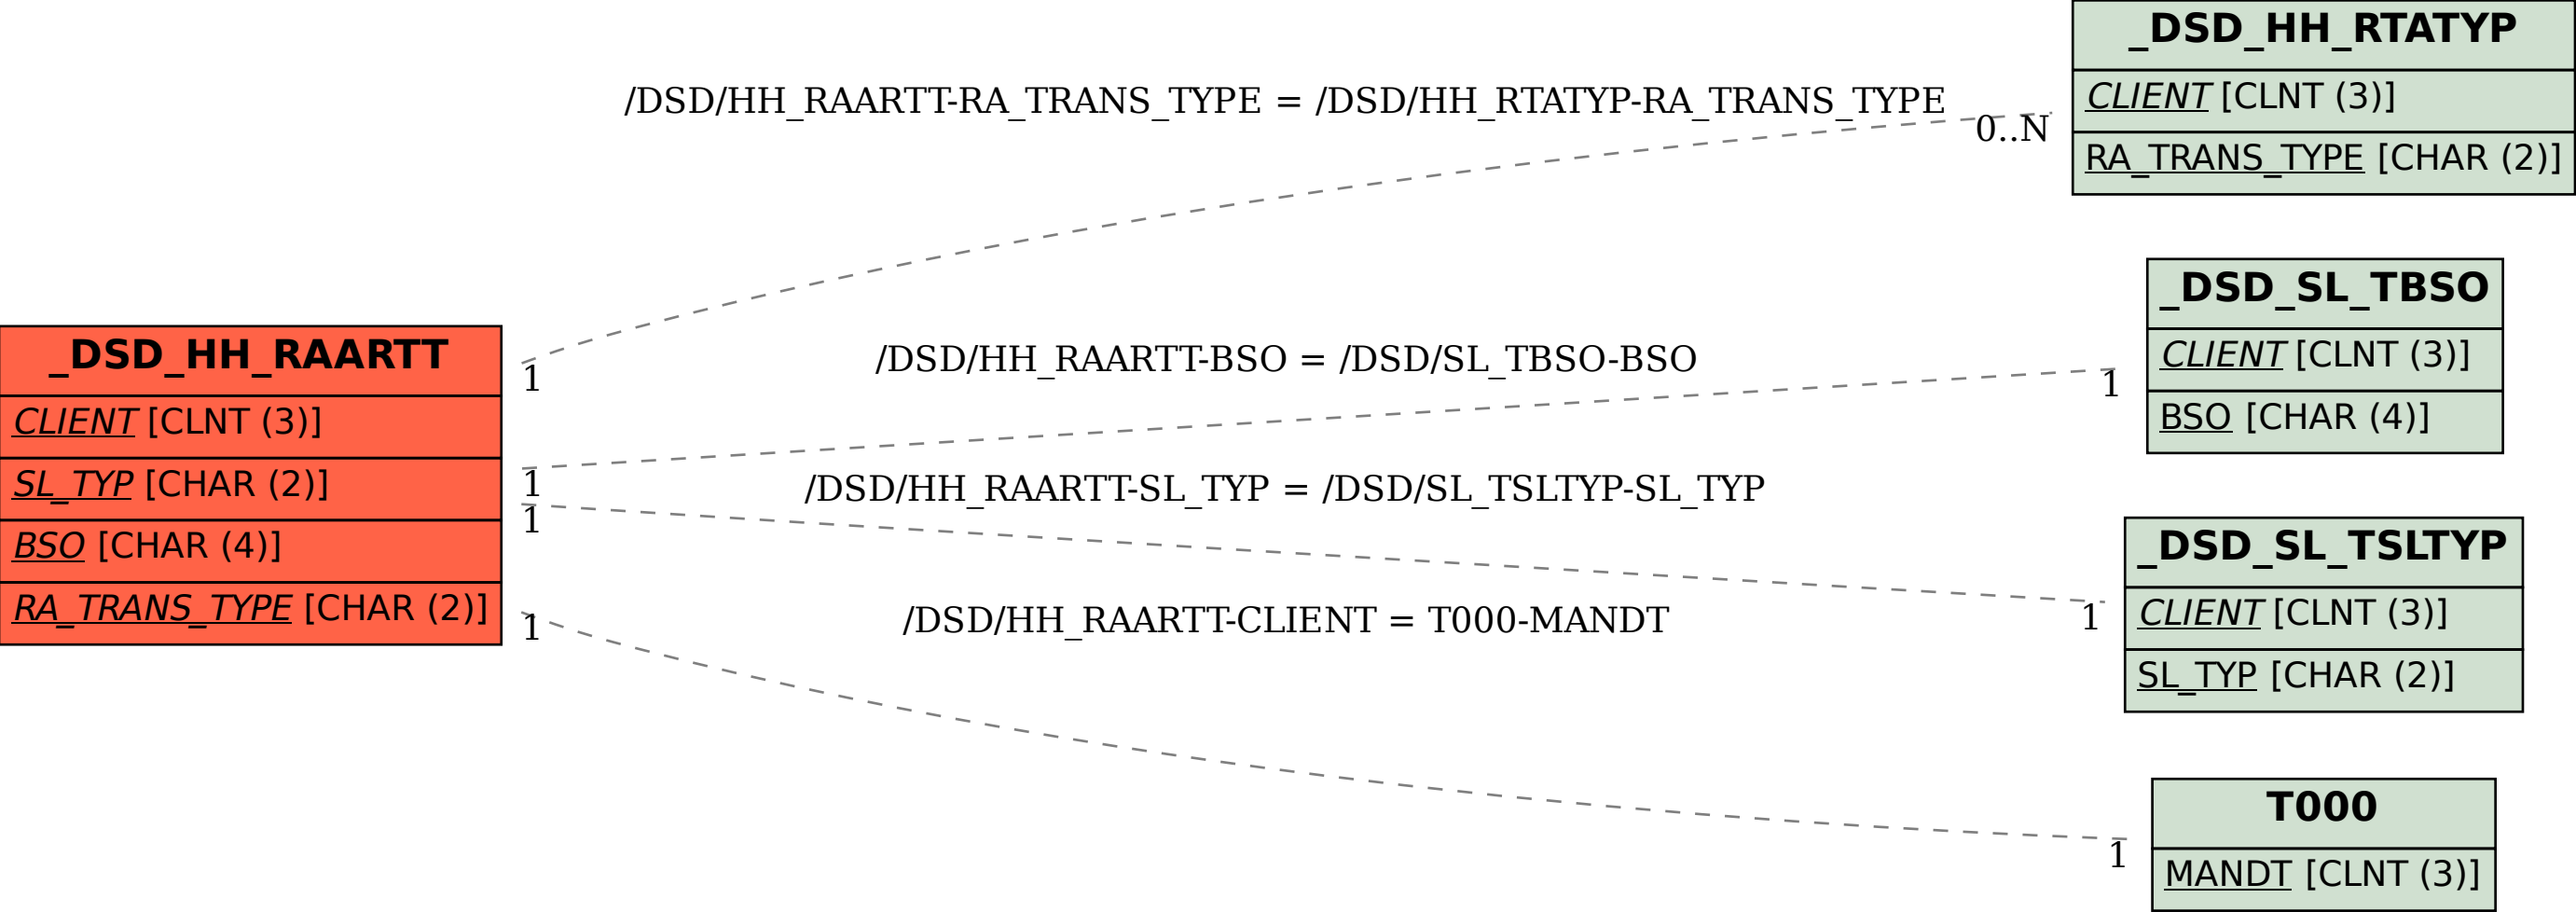 _DSD_HH_RTATYP
CLIENT [CLNT (3)]
RA_TRANS_TYPE [CHAR (2)]
/DSD/HH_RAARTT-RA_TRANS_TYPE = /DSD/HH_RTATYP-RA_TRANS_TYPE
0..N
1
_DSD_SL_TBSO
CLIENT [CLNT (3)]
BSO [CHAR (4)]
/DSD/HH_RAARTT-BSO = /DSD/SL_TBSO-BSO
1
1
_DSD_HH_RAARTT
CLIENT [CLNT (3)]
SL_TYP [CHAR (2)]
BSO [CHAR (4)]
RA_TRANS_TYPE [CHAR (2)]
/DSD/HH_RAARTT-SL_TYP = /DSD/SL_TSLTYP-SL_TYP
1
1
_DSD_SL_TSLTYP
CLIENT [CLNT (3)]
SL_TYP [CHAR (2)]
/DSD/HH_RAARTT-CLIENT = T000-MANDT
1
1
T000
MANDT [CLNT (3)]